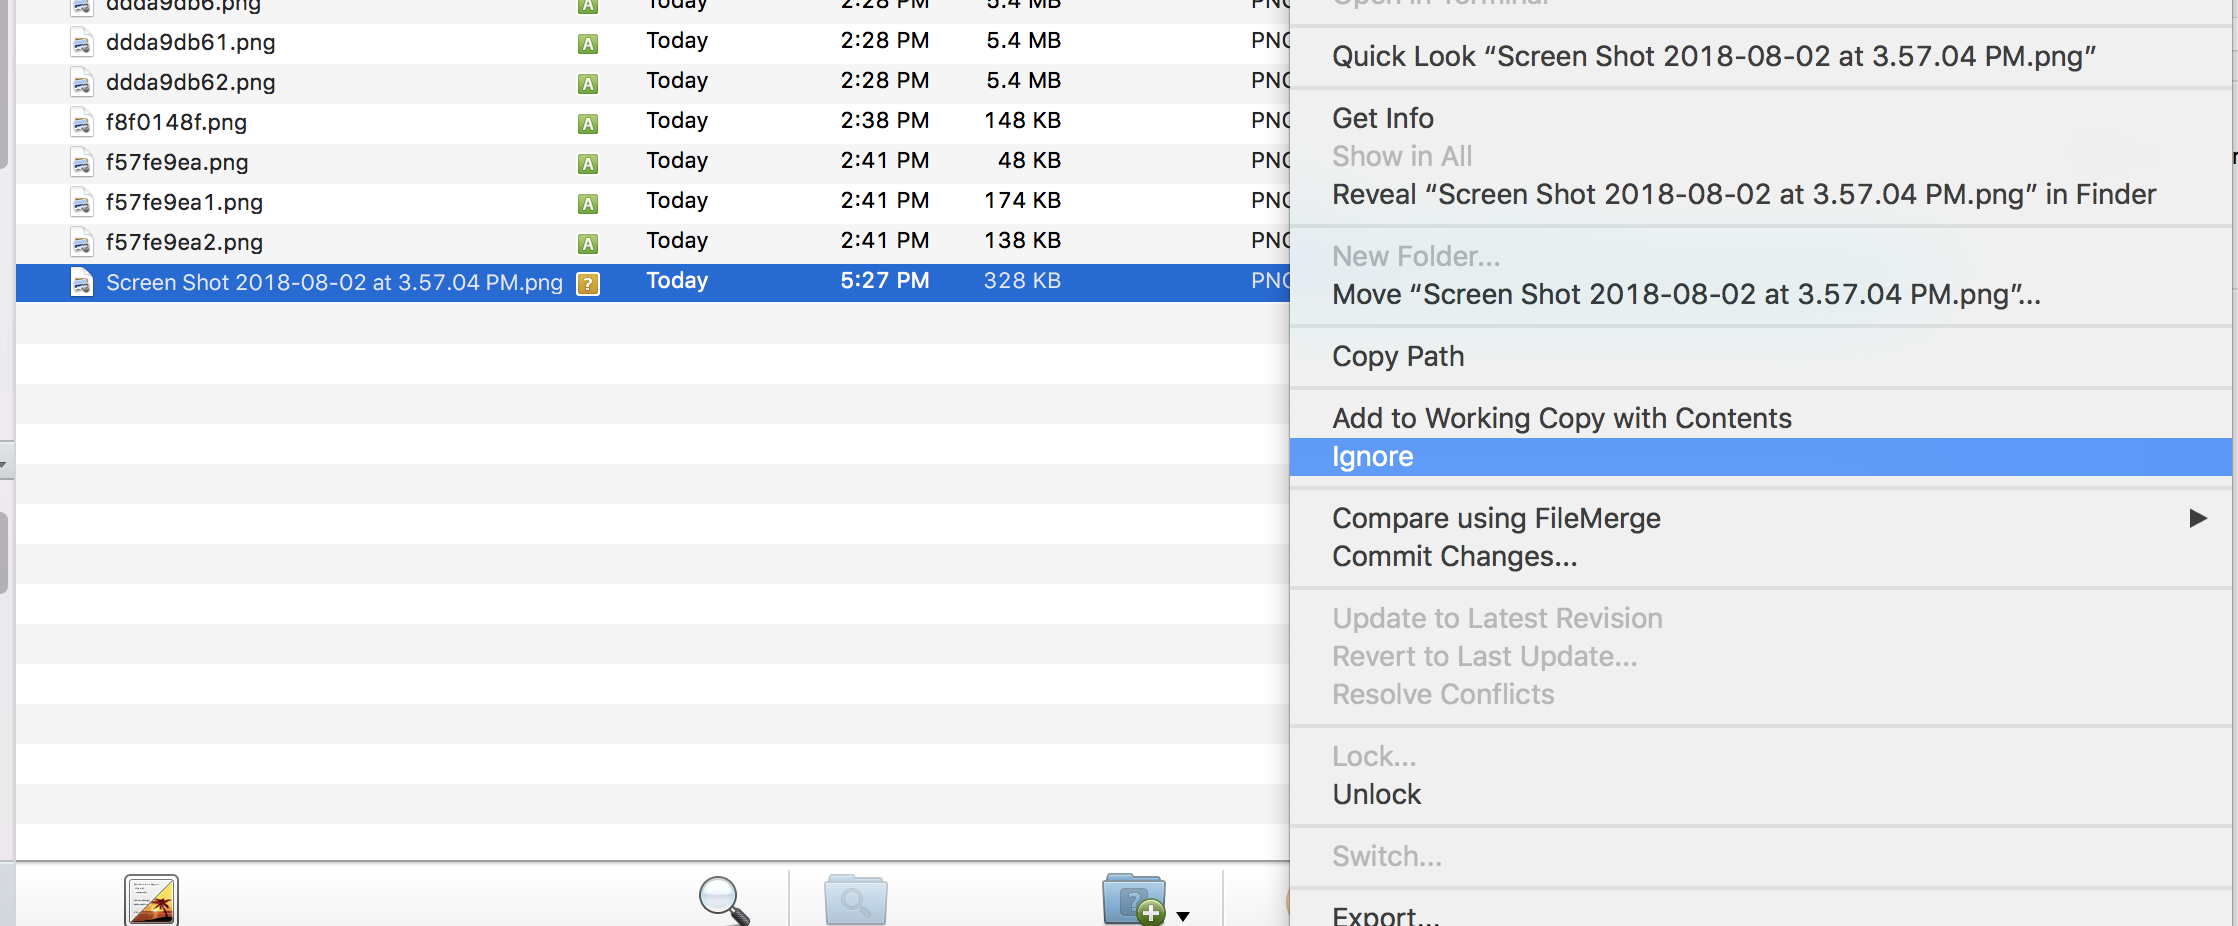 ddda9db6.png A Today 2:28 PM 5.4 MB PNG
ddda9db61.png A Today 2:28 PM 5.4 MB PNG
ddda9db62.png A Today 2:28 PM 5.4 MB PNG
f8f0148f.png A Today 2:38 PM 148 KB PNG
f57fe9ea.png A Today 2:41 PM 48 KB PNG
f57fe9ea1.png A Today 2:41 PM 174 KB PNG
f57fe9ea2.png A Today 2:41 PM 138 KB PNG
Screen Shot 2018-08-02 at 3.57.04 PM.png ? Today 5:27 PM 328 KB PNG
Open in Terminal
Quick Look “Screen Shot 2018-08-02 at 3.57.04 PM.png”
Get Info
Show in All
Reveal “Screen Shot 2018-08-02 at 3.57.04 PM.png” in Finder
New Folder...
Move “Screen Shot 2018-08-02 at 3.57.04 PM.png”...
Copy Path
Add to Working Copy with Contents
Ignore
Compare using FileMerge
Commit Changes...
Update to Latest Revision
Revert to Last Update...
Resolve Conflicts
Lock...
Unlock
Switch...
Export...